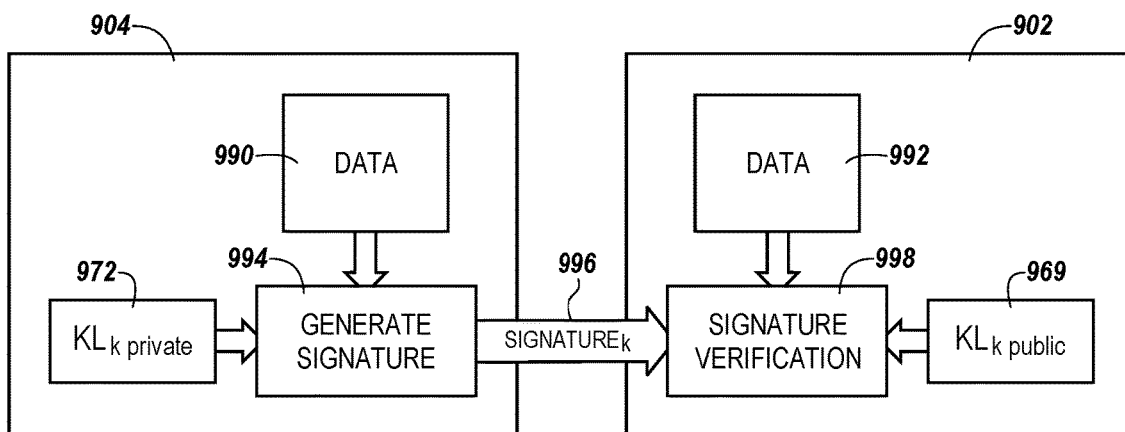 904
902
990
DATA
DATA
992
972
994
996
998
969
KLk private
GENERATE
SIGNATURE
SIGNATUREk
SIGNATURE
VERIFICATION
KLk public